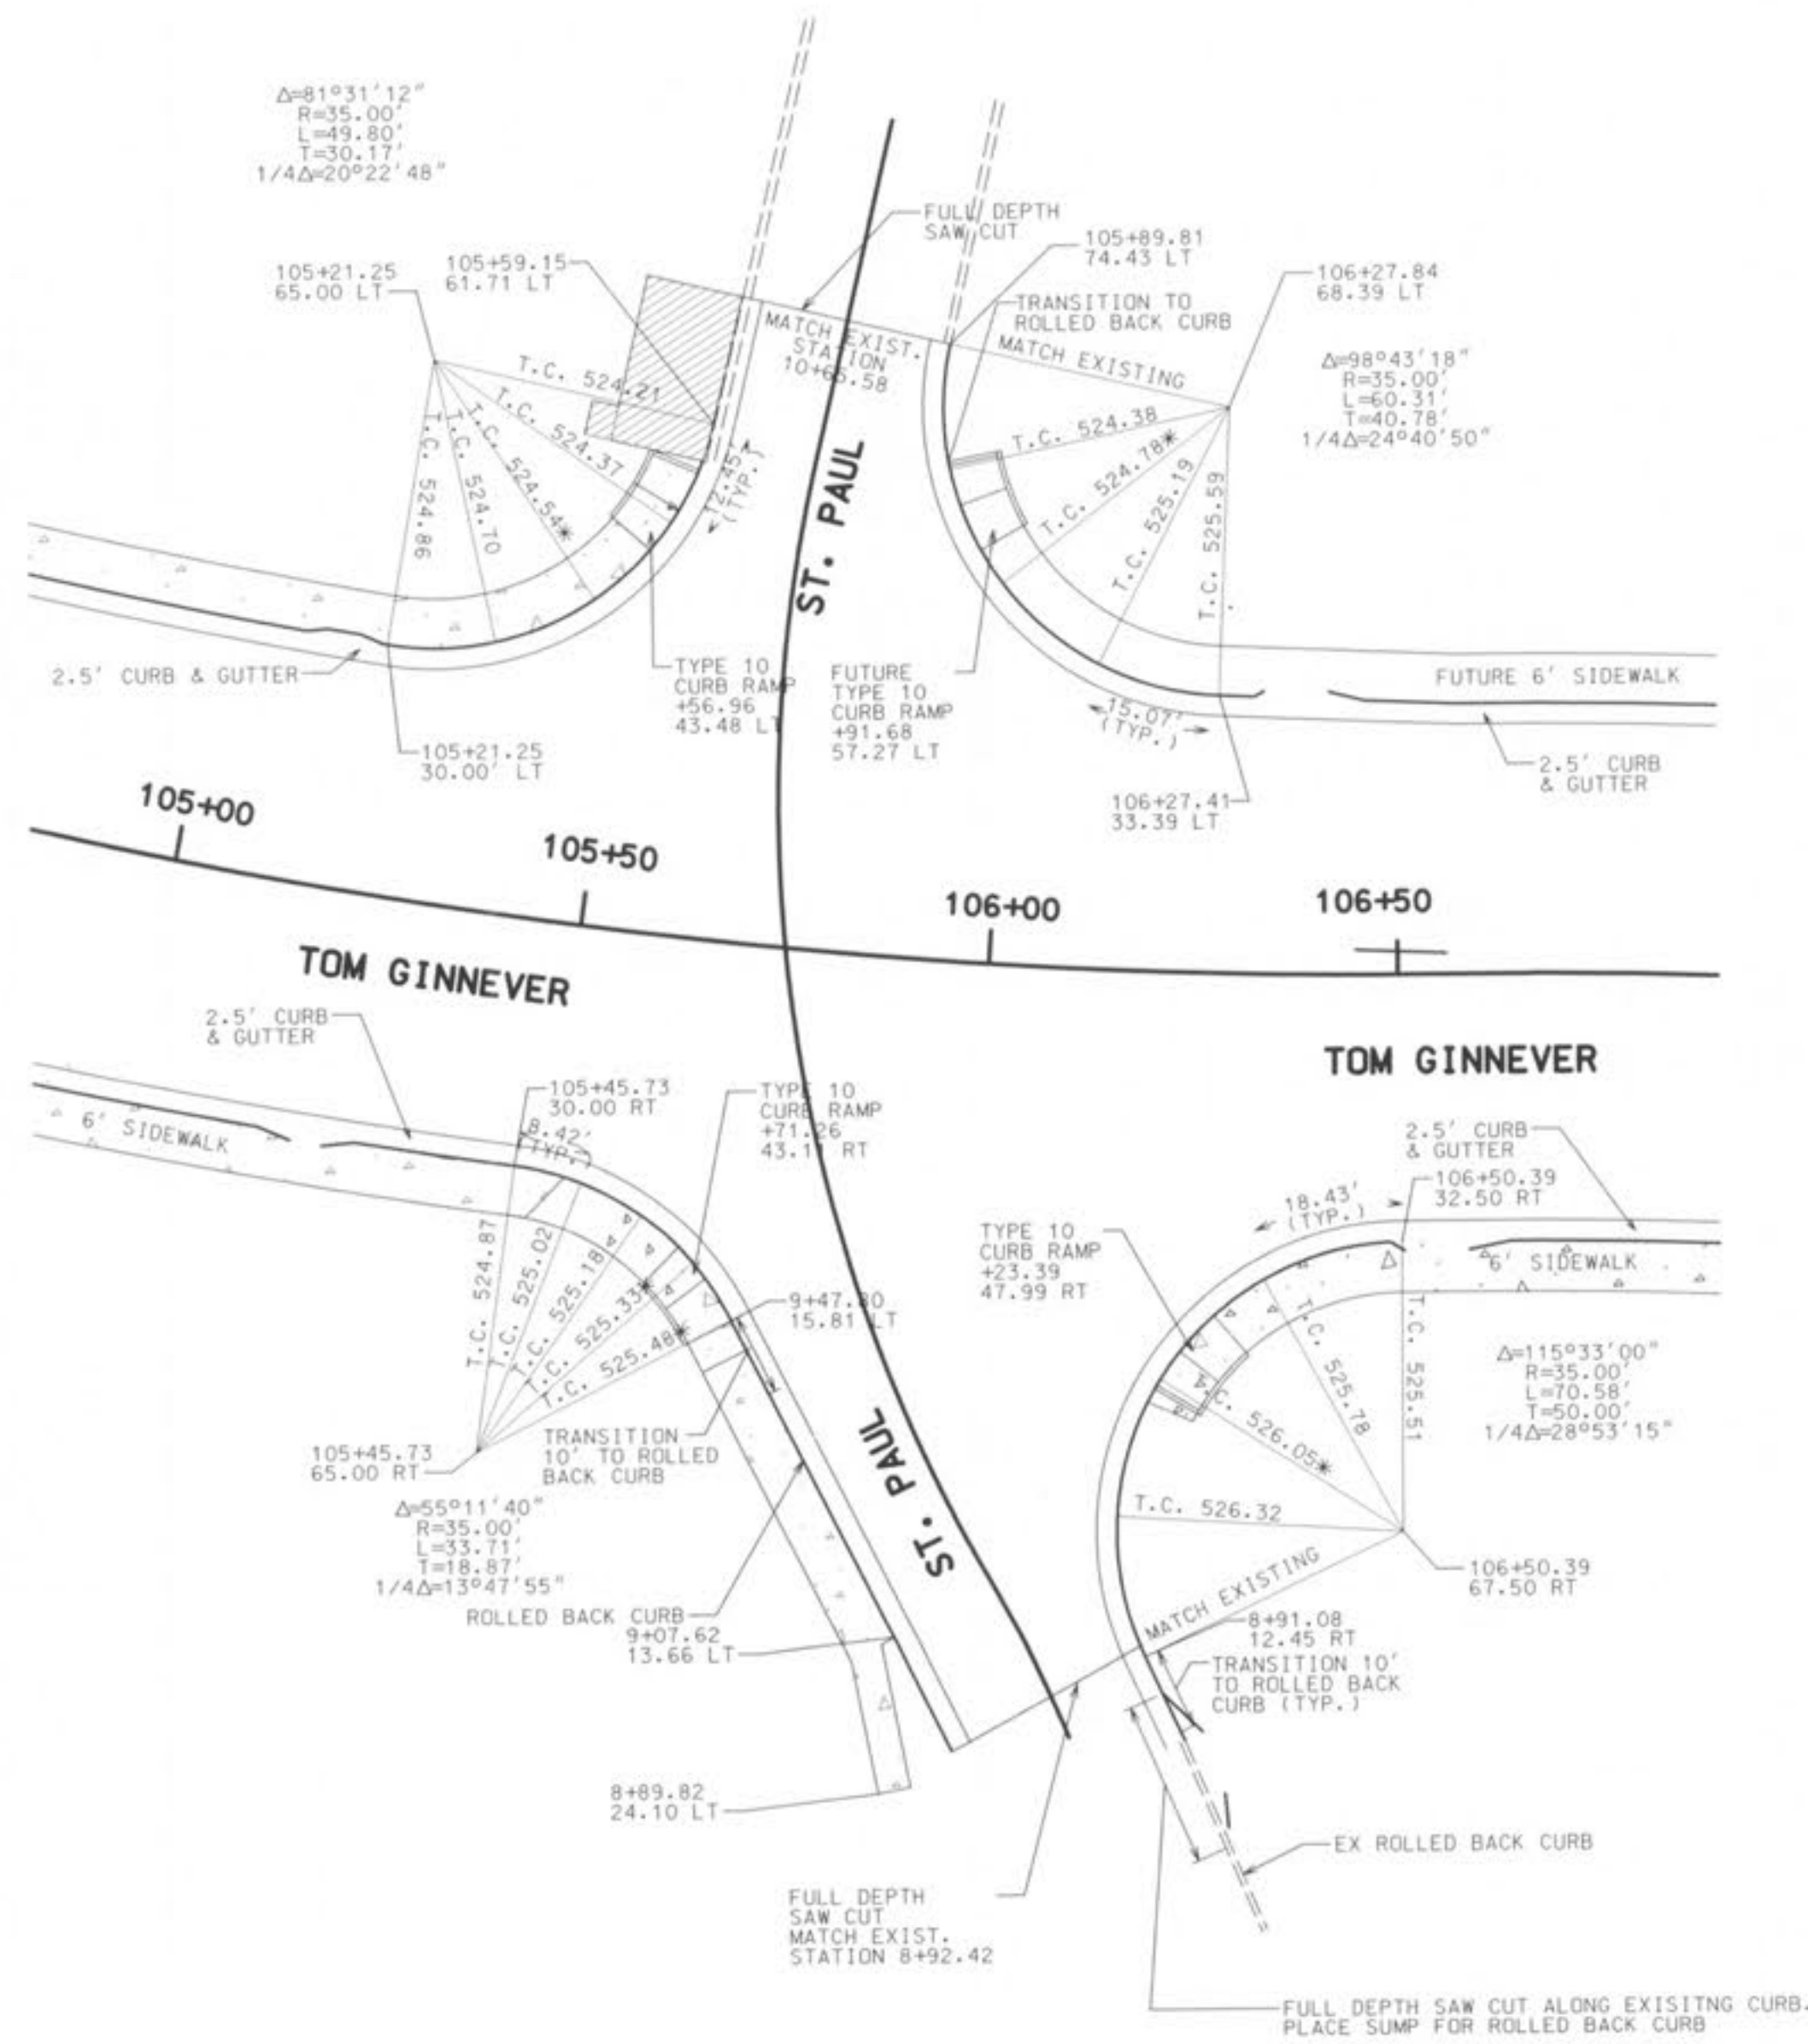 Δ=81°31'12"
R=35.00'
L=49.80'
T=30.17'
1/4Δ=20°22'48"
FULL DEPTH
SAW CUT
105+89.81
74.43 LT
105+21.25
65.00 LT
105+59.15
61.71 LT
106+27.84
68.39 LT
TRANSITION TO
ROLLED BACK CURB
MATCH EXIST.
STATION
10+65.58
MATCH EXISTING
Δ=98°43'18"
R=35.00'
L=60.31'
T=40.78'
1/4Δ=24°40'50"
T.C. 524.21
T.C. 524.37
T.C. 524.54*
T.C. 524.70
T.C. 524.86
12.45'
(TYP.)
ST. PAUL
T.C. 524.38
T.C. 524.78*
T.C. 525.19
T.C. 525.59
2.5' CURB & GUTTER
TYPE 10
CURB RAMP
+56.96
43.48 LT
FUTURE
TYPE 10
CURB RAMP
+91.68
57.27 LT
FUTURE 6' SIDEWALK
15.07'
(TYP.)
105+21.25
30.00' LT
2.5' CURB
& GUTTER
106+27.41
33.39 LT
105+00
105+50
106+00
106+50
TOM GINNEVER
2.5' CURB
& GUTTER
TOM GINNEVER
105+45.73
30.00 RT
8.42'
(TYP.)
TYPE 10
CURB RAMP
+71.26
43.11 RT
6' SIDEWALK
2.5' CURB
& GUTTER
106+50.39
32.50 RT
18.43'
(TYP.)
TYPE 10
CURB RAMP
+23.39
47.99 RT
6' SIDEWALK
T.C. 524.87
T.C. 525.02
T.C. 525.18
T.C. 525.33*
T.C. 525.48*
9+47.80
15.81 LT
T.C. 525.51
T.C. 525.78
T.C. 526.05*
T.C. 526.32
Δ=115°33'00"
R=35.00'
L=70.58'
T=50.00'
1/4Δ=28°53'15"
105+45.73
65.00 RT
TRANSITION
10' TO ROLLED
BACK CURB
ST. PAUL
Δ=55°11'40"
R=35.00'
L=33.71'
T=18.87'
1/4Δ=13°47'55"
MATCH EXISTING
106+50.39
67.50 RT
ROLLED BACK CURB
9+07.62
13.66 LT
8+91.08
12.45 RT
TRANSITION 10'
TO ROLLED BACK
CURB (TYP.)
8+89.82
24.10 LT
EX ROLLED BACK CURB
FULL DEPTH
SAW CUT
MATCH EXIST.
STATION 8+92.42
FULL DEPTH SAW CUT ALONG EXISITNG CURB.
PLACE SUMP FOR ROLLED BACK CURB